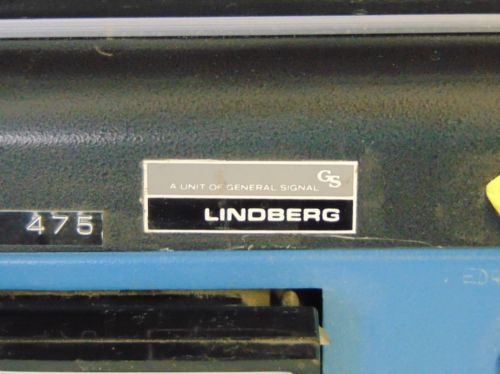 GS
A UNIT OF GENERAL SIGNAL
LINDBERG
475